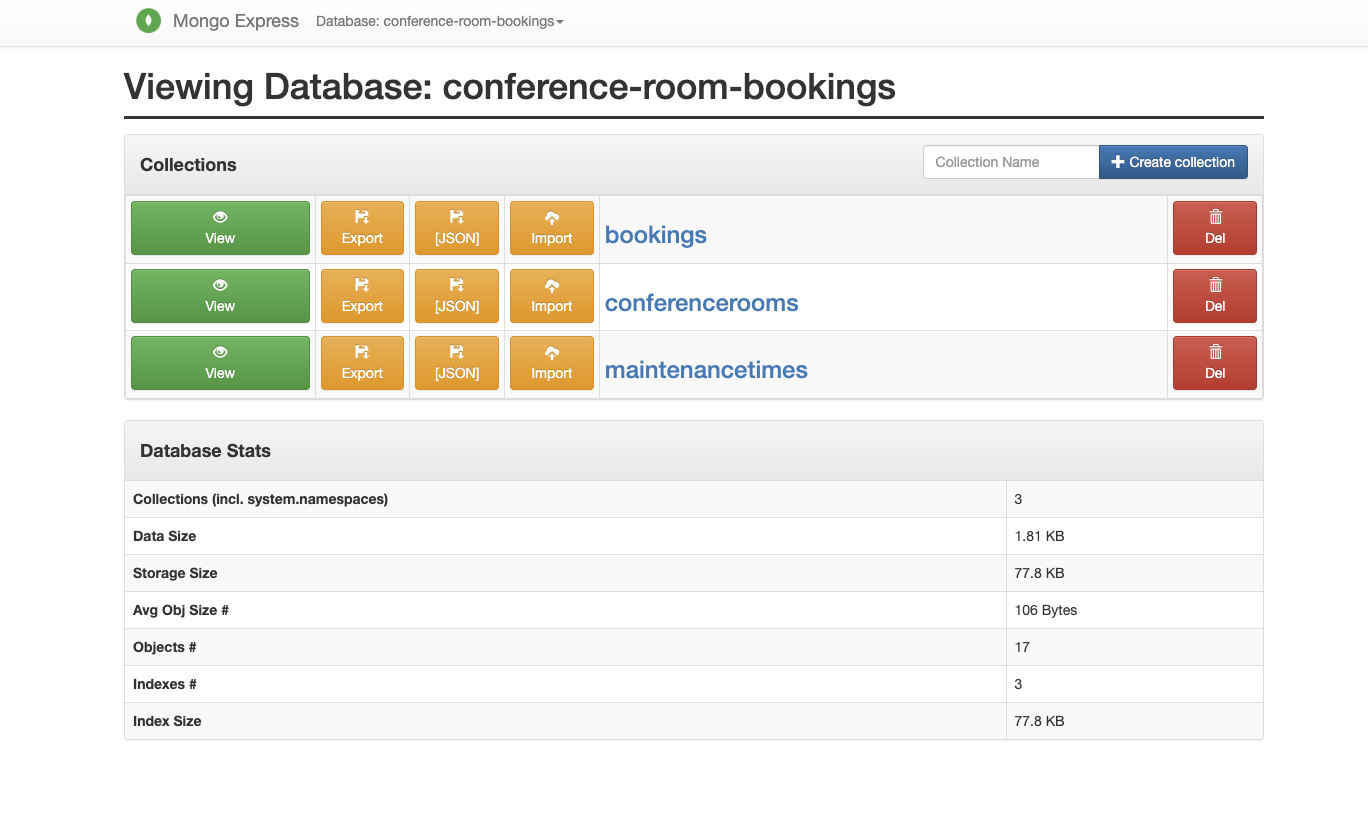 Mongo Express Database: conference-room-bookings
Viewing Database: conference-room-bookings
Collections Collection Name Create collection
View Export [JSON] Import bookings Del
View Export [JSON] Import conferencerooms Del
View Export [JSON] Import maintenancetimes Del
Database Stats
Collections (incl. system.namespaces) 3
Data Size 1.81 KB
Storage Size 77.8 KB
Avg Obj Size # 106 Bytes
Objects # 17
Indexes # 3
Index Size 77.8 KB